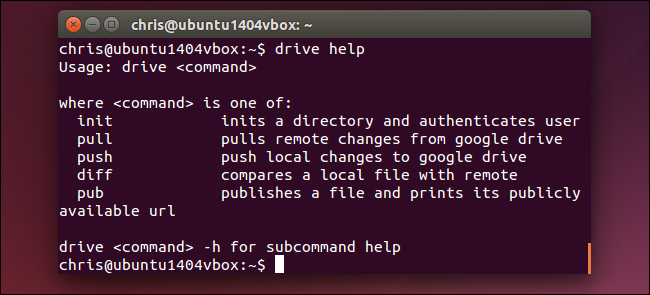 chris@ubuntu1404vbox: ~
chris@ubuntu1404vbox:~$ drive help
Usage: drive <command>
where <command> is one of:
init inits a directory and authenticates user
pull pulls remote changes from google drive
push push local changes to google drive
diff compares a local file with remote
pub publishes a file and prints its publicly
available url
drive <command> -h for subcommand help
chris@ubuntu1404vbox:~$